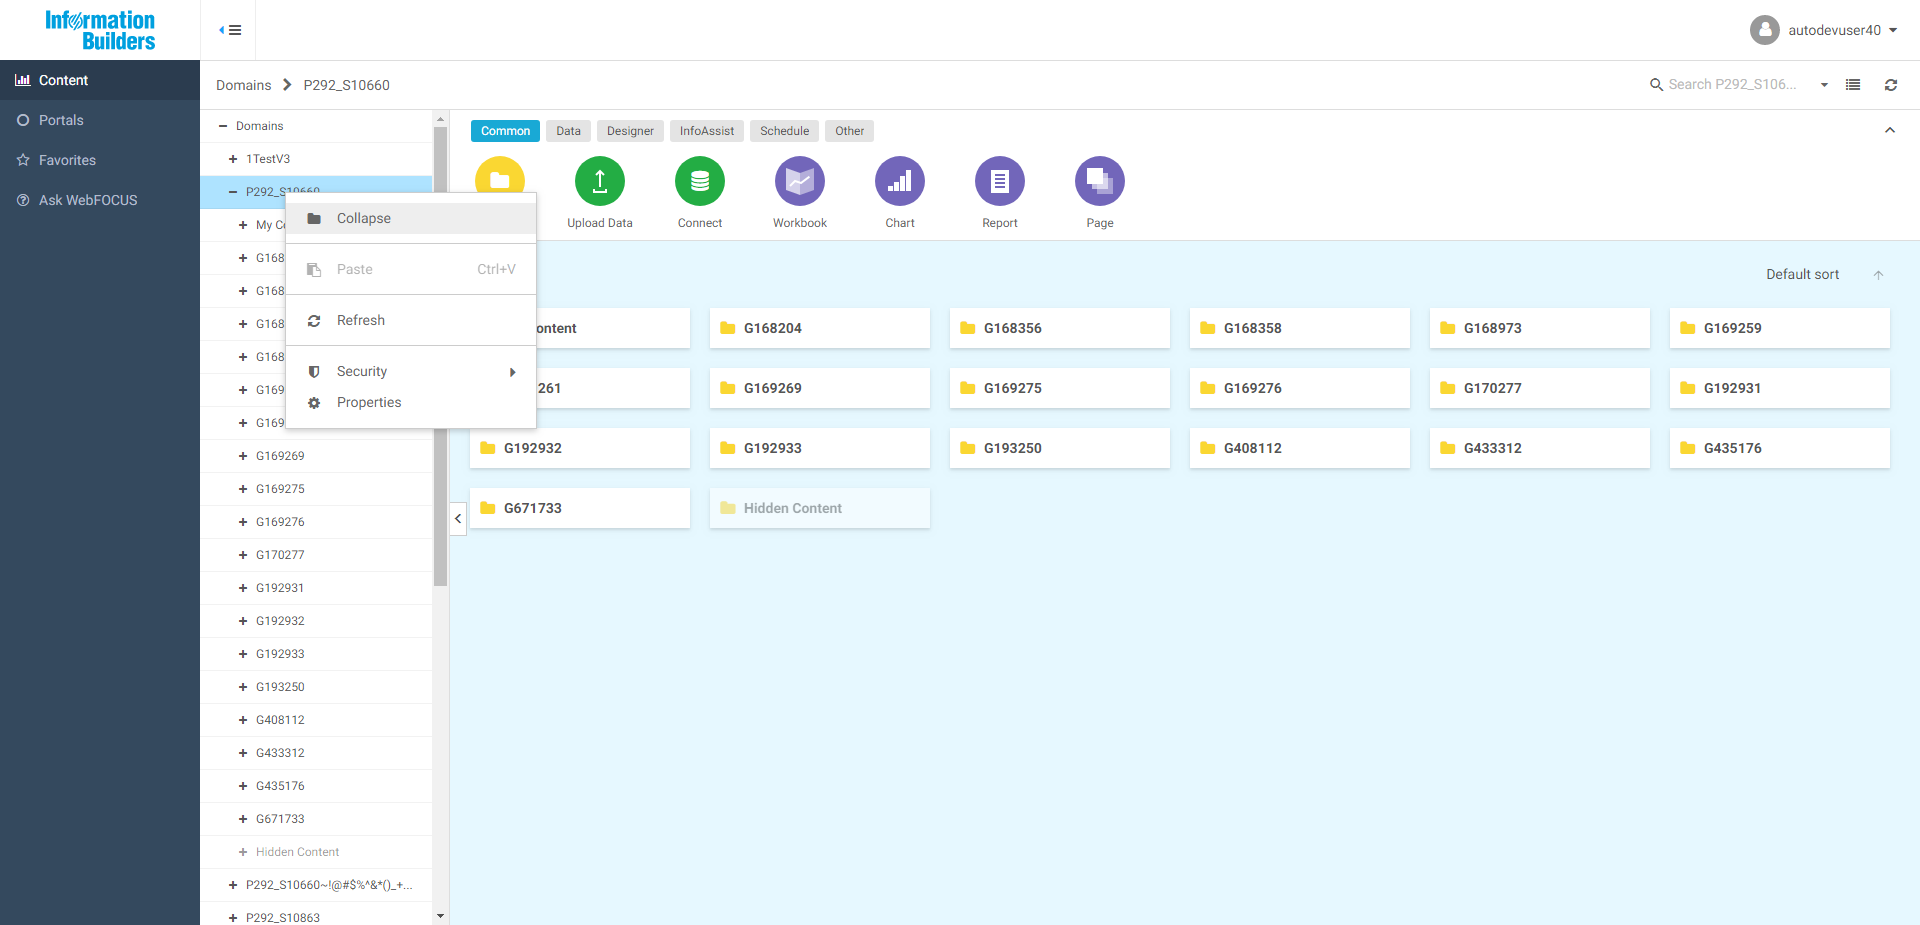 Information
Builders
autodevuser40
Content
Portals
Favorites
Ask WebFOCUS
Domains > P292_S10660
Search P292_S106...
Domains
1TestV3
P292_S10660
My Co
G168
G168
G168
G168
G169
G169
G169269
G169275
G169276
G170277
G192931
G192932
G192933
G193250
G408112
G433312
G435176
G671733
Hidden Content
P292_S10660~!@#$%^&*()_+...
P292_S10863
Collapse
Paste Ctrl+V
Refresh
Security
Properties
Common Data Designer InfoAssist Schedule Other
Upload Data Connect Workbook Chart Report Page
Default sort
ontent G168204 G168356 G168358 G168973 G169259
261 G169269 G169275 G169276 G170277 G192931
G192932 G192933 G193250 G408112 G433312 G435176
G671733 Hidden Content